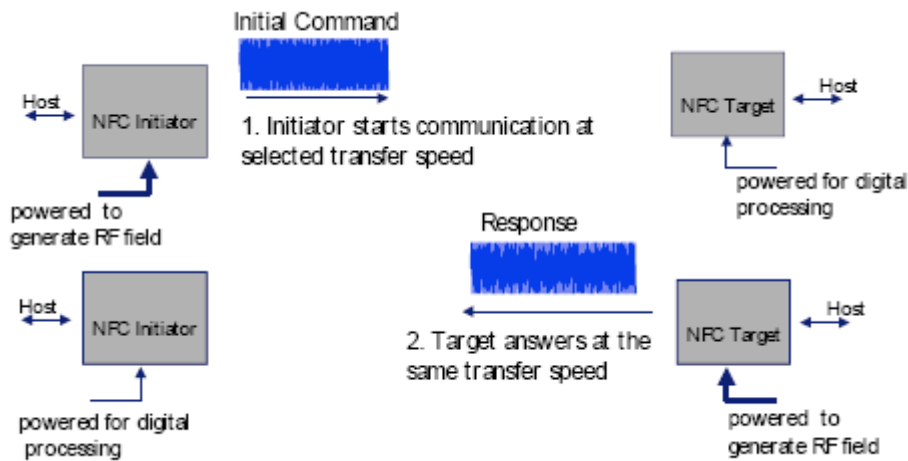 Initial Command
Host
NFC Initiator
1. Initiator starts communication at
selected transfer speed
NFC Target
Host
powered to
generate RF field
powered for digital
processing
Response
Host
NFC Initiator
2. Target answers at the
same transfer speed
NFC Target
Host
powered for digital
processing
powered to
generate RF field